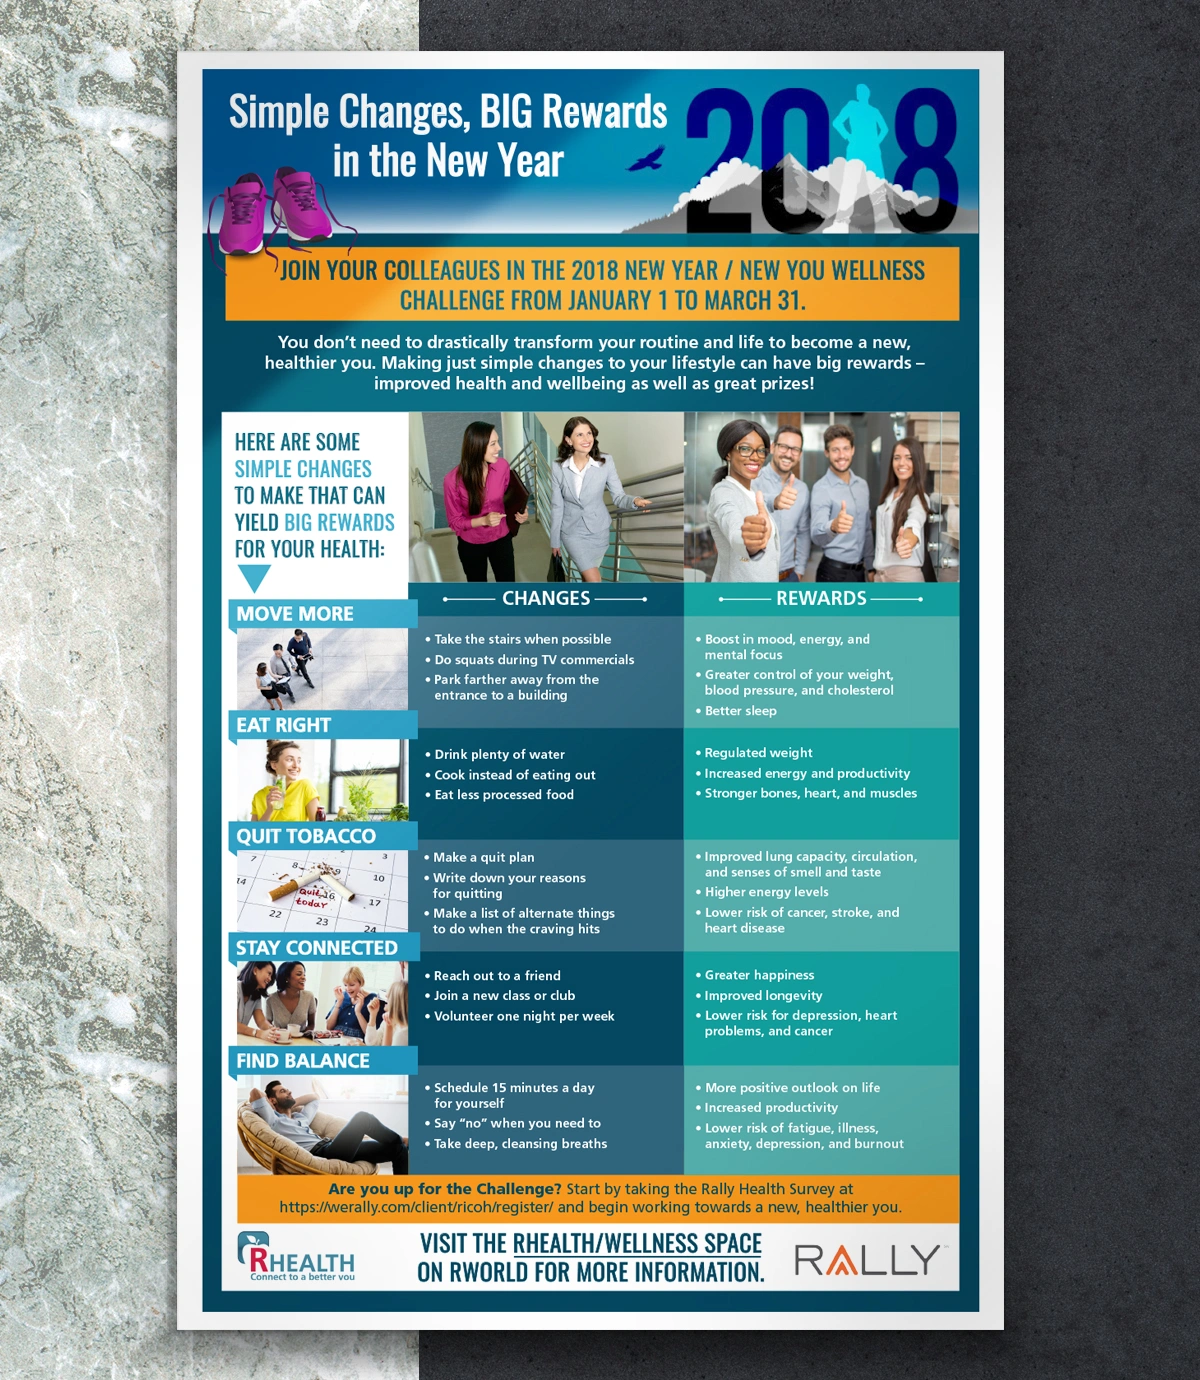 Simple Changes, BIG Rewards
in the New Year
2018
JOIN YOUR COLLEAGUES IN THE 2018 NEW YEAR / NEW YOU WELLNESS
CHALLENGE FROM JANUARY 1 TO MARCH 31.
You don’t need to drastically transform your routine and life to become a new,
healthier you. Making just simple changes to your lifestyle can have big rewards –
improved health and wellbeing as well as great prizes!
HERE ARE SOME
SIMPLE CHANGES
TO MAKE THAT CAN
YIELD BIG REWARDS
FOR YOUR HEALTH:
CHANGES
REWARDS
MOVE MORE
• Take the stairs when possible
• Do squats during TV commercials
• Park farther away from the
entrance to a building
• Boost in mood, energy, and
mental focus
• Greater control of your weight,
blood pressure, and cholesterol
• Better sleep
EAT RIGHT
• Drink plenty of water
• Cook instead of eating out
• Eat less processed food
• Regulated weight
• Increased energy and productivity
• Stronger bones, heart, and muscles
QUIT TOBACCO
7 8 2 3
14 16 10
17
22 23 24
Quit
today
• Make a quit plan
• Write down your reasons
for quitting
• Make a list of alternate things
to do when the craving hits
• Improved lung capacity, circulation,
and senses of smell and taste
• Higher energy levels
• Lower risk of cancer, stroke, and
heart disease
STAY CONNECTED
• Reach out to a friend
• Join a new class or club
• Volunteer one night per week
• Greater happiness
• Improved longevity
• Lower risk for depression, heart
problems, and cancer
FIND BALANCE
• Schedule 15 minutes a day
for yourself
• Say “no” when you need to
• Take deep, cleansing breaths
• More positive outlook on life
• Increased productivity
• Lower risk of fatigue, illness,
anxiety, depression, and burnout
Are you up for the Challenge? Start by taking the Rally Health Survey at
https://werally.com/client/ricoh/register/ and begin working towards a new, healthier you.
RHEALTH
Connect to a better you
VISIT THE RHEALTH/WELLNESS SPACE
ON RWORLD FOR MORE INFORMATION.
RALLY